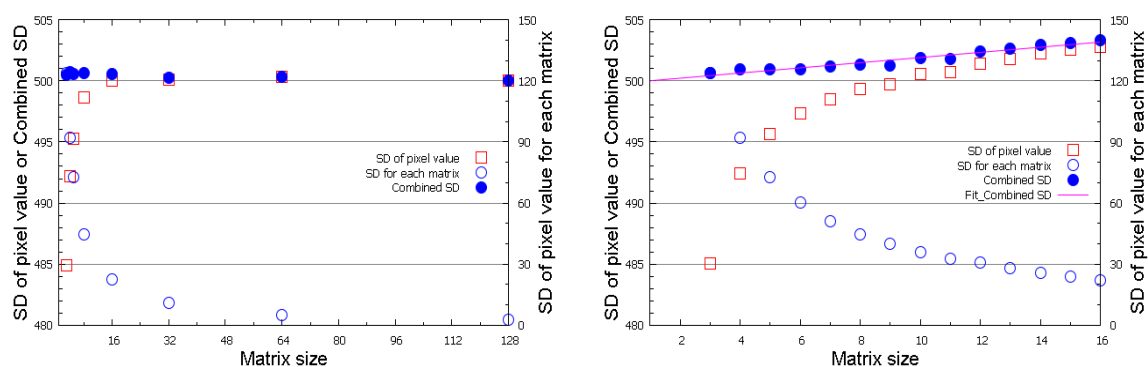 505
500
495
490
485
480
SD of pixel value or Combined SD
150
120
90
60
30
0
SD of pixel value for each matrix
SD of pixel value
SD for each matrix
Combined SD
16 32 48 64 80 96 112 128
Matrix size
505
500
495
490
485
480
SD of pixel value or Combined SD
150
120
90
60
30
0
SD of pixel value for each matrix
SD of pixel value
SD for each matrix
Combined SD
Fit_Combined SD
2 4 6 8 10 12 14 16
Matrix size